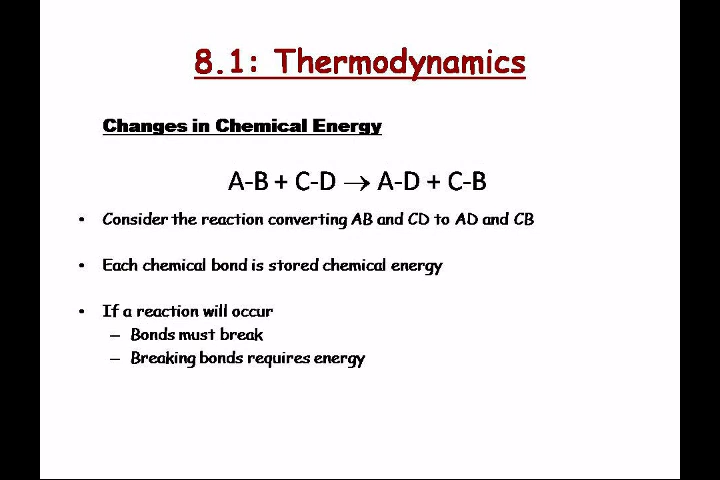 8.1: Thermodynamics
Changes in Chemical Energy
A-B + C-D → A-D + C-B
• Consider the reaction converting AB and CD to AD and CB
• Each chemical bond is stored chemical energy
• If a reaction will occur
– Bonds must break
– Breaking bonds requires energy